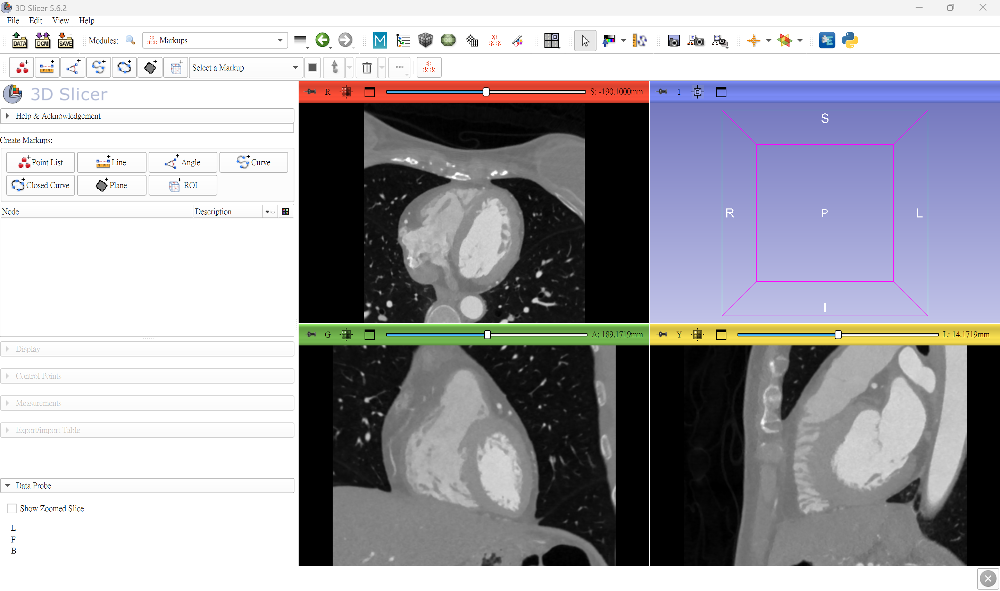 3D Slicer 5.6.2
File Edit View Help
DATA DCM SAVE Modules: Markups M
Select a Markup
3D Slicer
Help & Acknowledgement
Create Markups:
Point List Line Angle Curve
Closed Curve Plane ROI
Node Description
Display
Control Points
Measurements
Export/import Table
Data Probe
Show Zoomed Slice
L
F
B
R S: -190.1000mm
1
S
R P L
I
G A: 189.1719mm
Y L: 14.1719mm